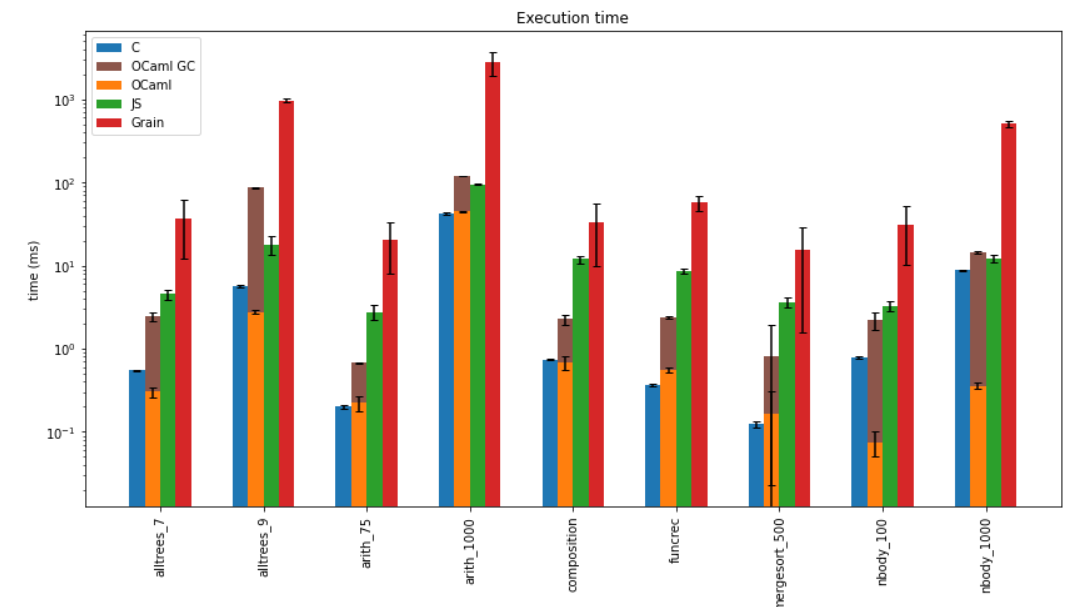 Execution time
C
OCaml GC
OCaml
JS
Grain
time (ms)
10³
10²
10¹
10⁰
10⁻¹
alltrees_7
alltrees_9
arith_75
arith_1000
composition
funcrec
mergesort_500
nbody_100
nbody_1000